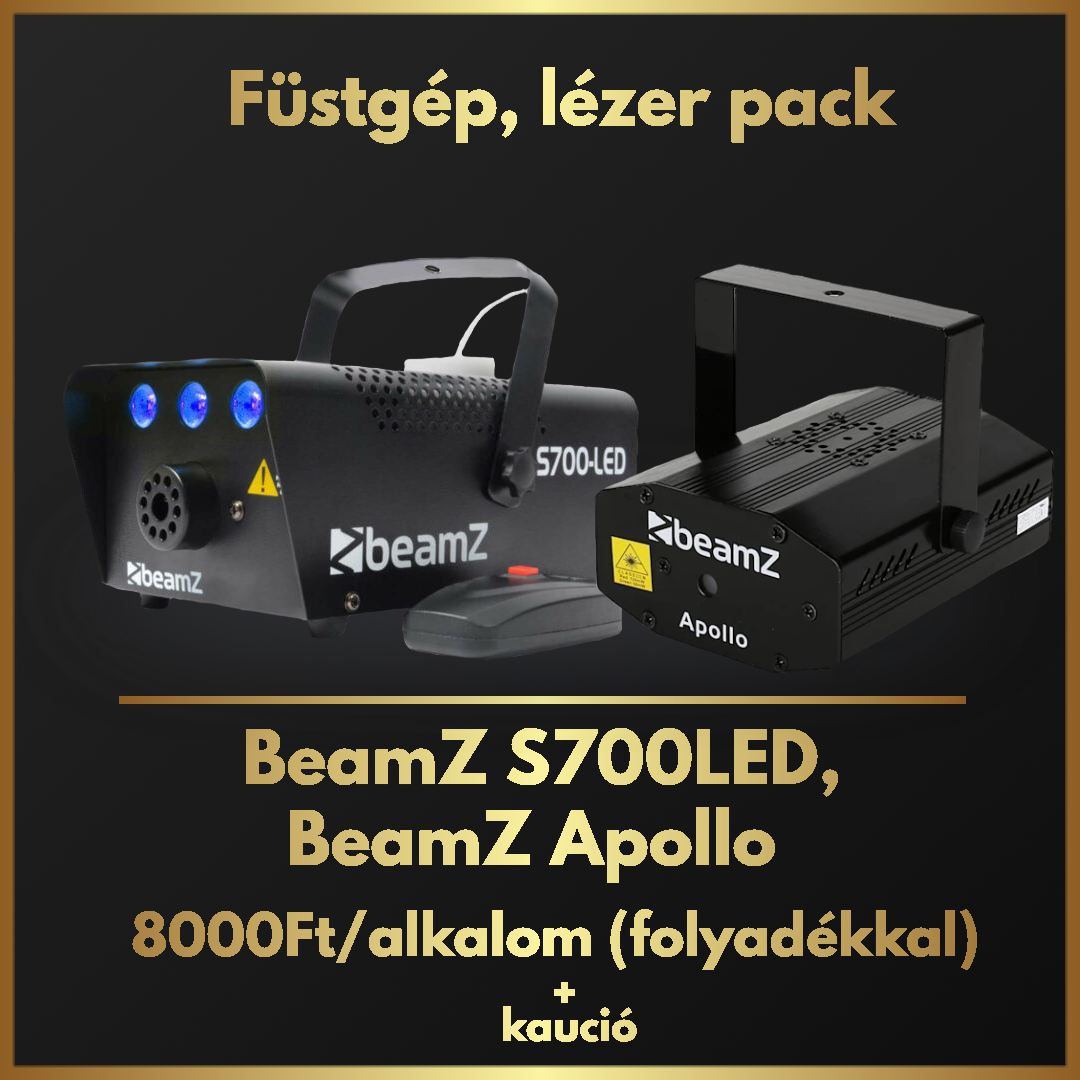 Füstgép, lézer pack
S700-LED
beamZ
beamZ
beamZ
Apollo
BeamZ S700LED,
BeamZ Apollo
8000Ft/alkalom (folyadékkal)
+
kaució